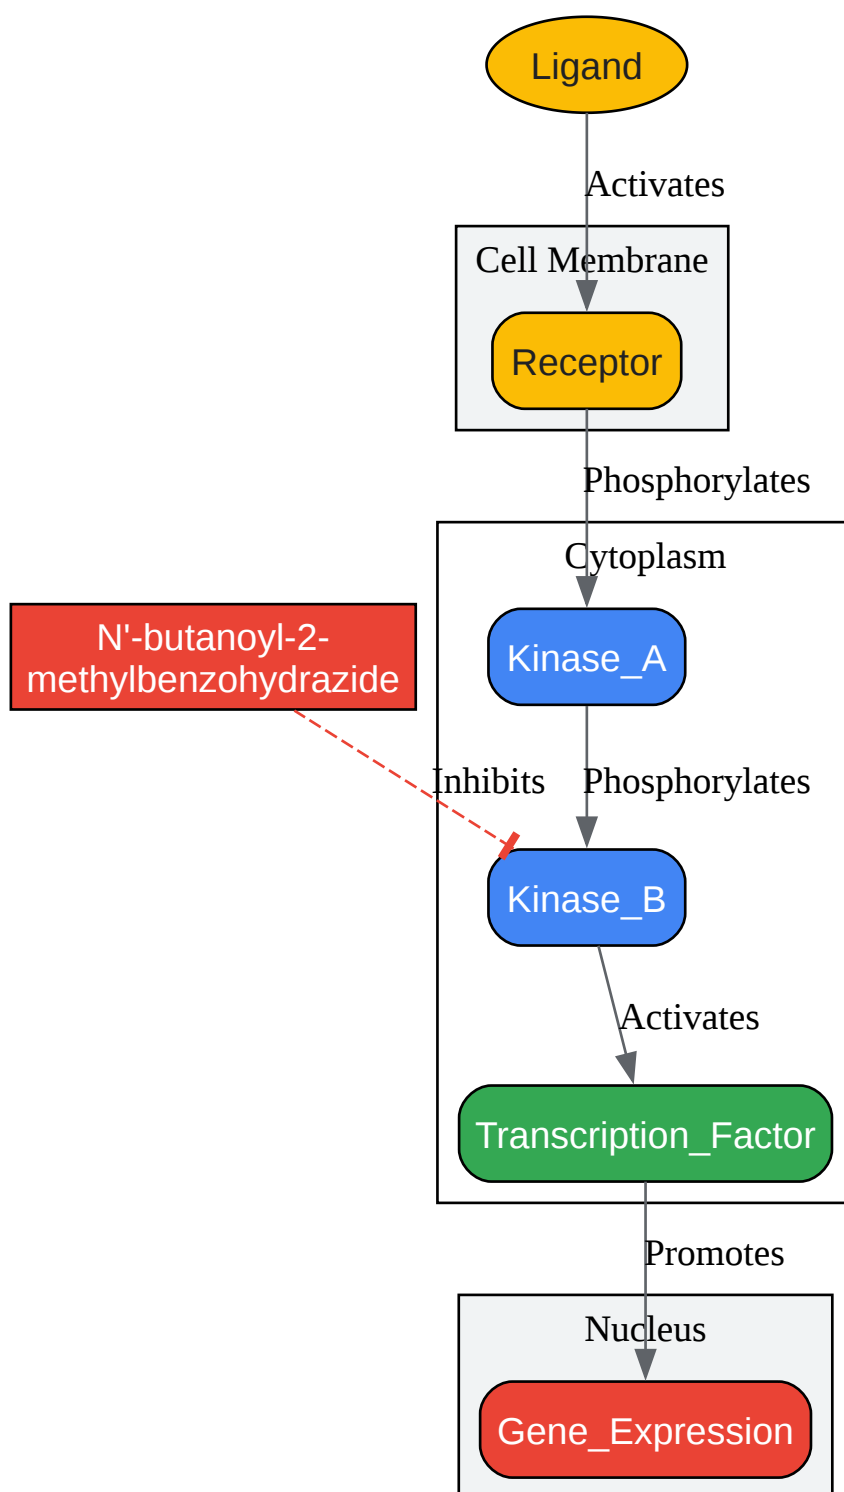 Ligand
Activates
Cell Membrane
Receptor
Phosphorylates
Cytoplasm
N'-butanoyl-2-
methylbenzohydrazide
Kinase_A
Inhibits
Phosphorylates
Kinase_B
Activates
Transcription_Factor
Promotes
Nucleus
Gene_Expression